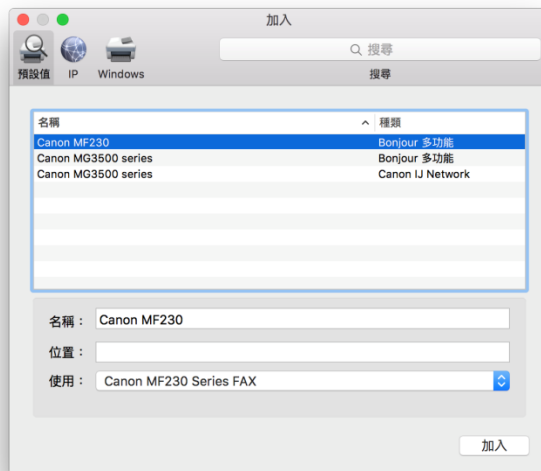 加入
預設值 IP Windows
搜尋
搜尋
名稱 種類
Canon MF230 Bonjour 多功能
Canon MG3500 series Bonjour 多功能
Canon MG3500 series Canon IJ Network
名稱： Canon MF230
位置：
使用： Canon MF230 Series FAX
加入